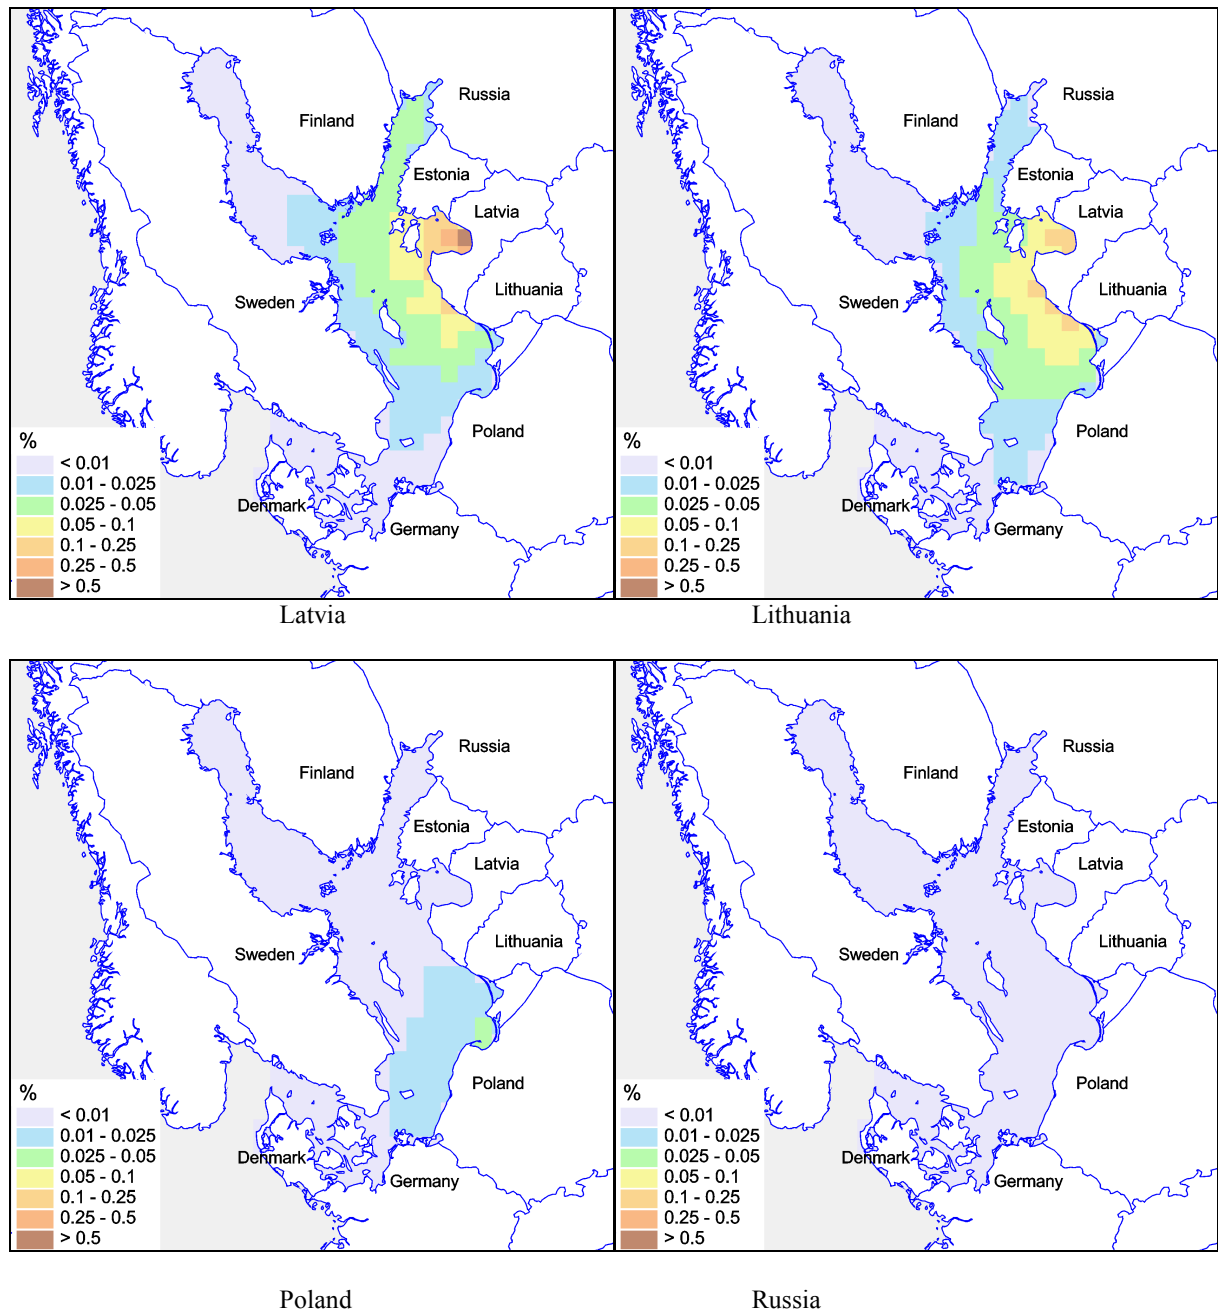 Russia
Finland
Estonia
Latvia
Lithuania
Sweden
Poland
Denmark
Germany
%
< 0.01
0.01 - 0.025
0.025 - 0.05
0.05 - 0.1
0.1 - 0.25
0.25 - 0.5
> 0.5
Latvia
Russia
Finland
Estonia
Latvia
Lithuania
Sweden
Poland
Denmark
Germany
%
< 0.01
0.01 - 0.025
0.025 - 0.05
0.05 - 0.1
0.1 - 0.25
0.25 - 0.5
> 0.5
Lithuania
Russia
Finland
Estonia
Latvia
Lithuania
Sweden
Poland
Denmark
Germany
%
< 0.01
0.01 - 0.025
0.025 - 0.05
0.05 - 0.1
0.1 - 0.25
0.25 - 0.5
> 0.5
Poland
Russia
Finland
Estonia
Latvia
Lithuania
Sweden
Poland
Denmark
Germany
%
< 0.01
0.01 - 0.025
0.025 - 0.05
0.05 - 0.1
0.1 - 0.25
0.25 - 0.5
> 0.5
Russia